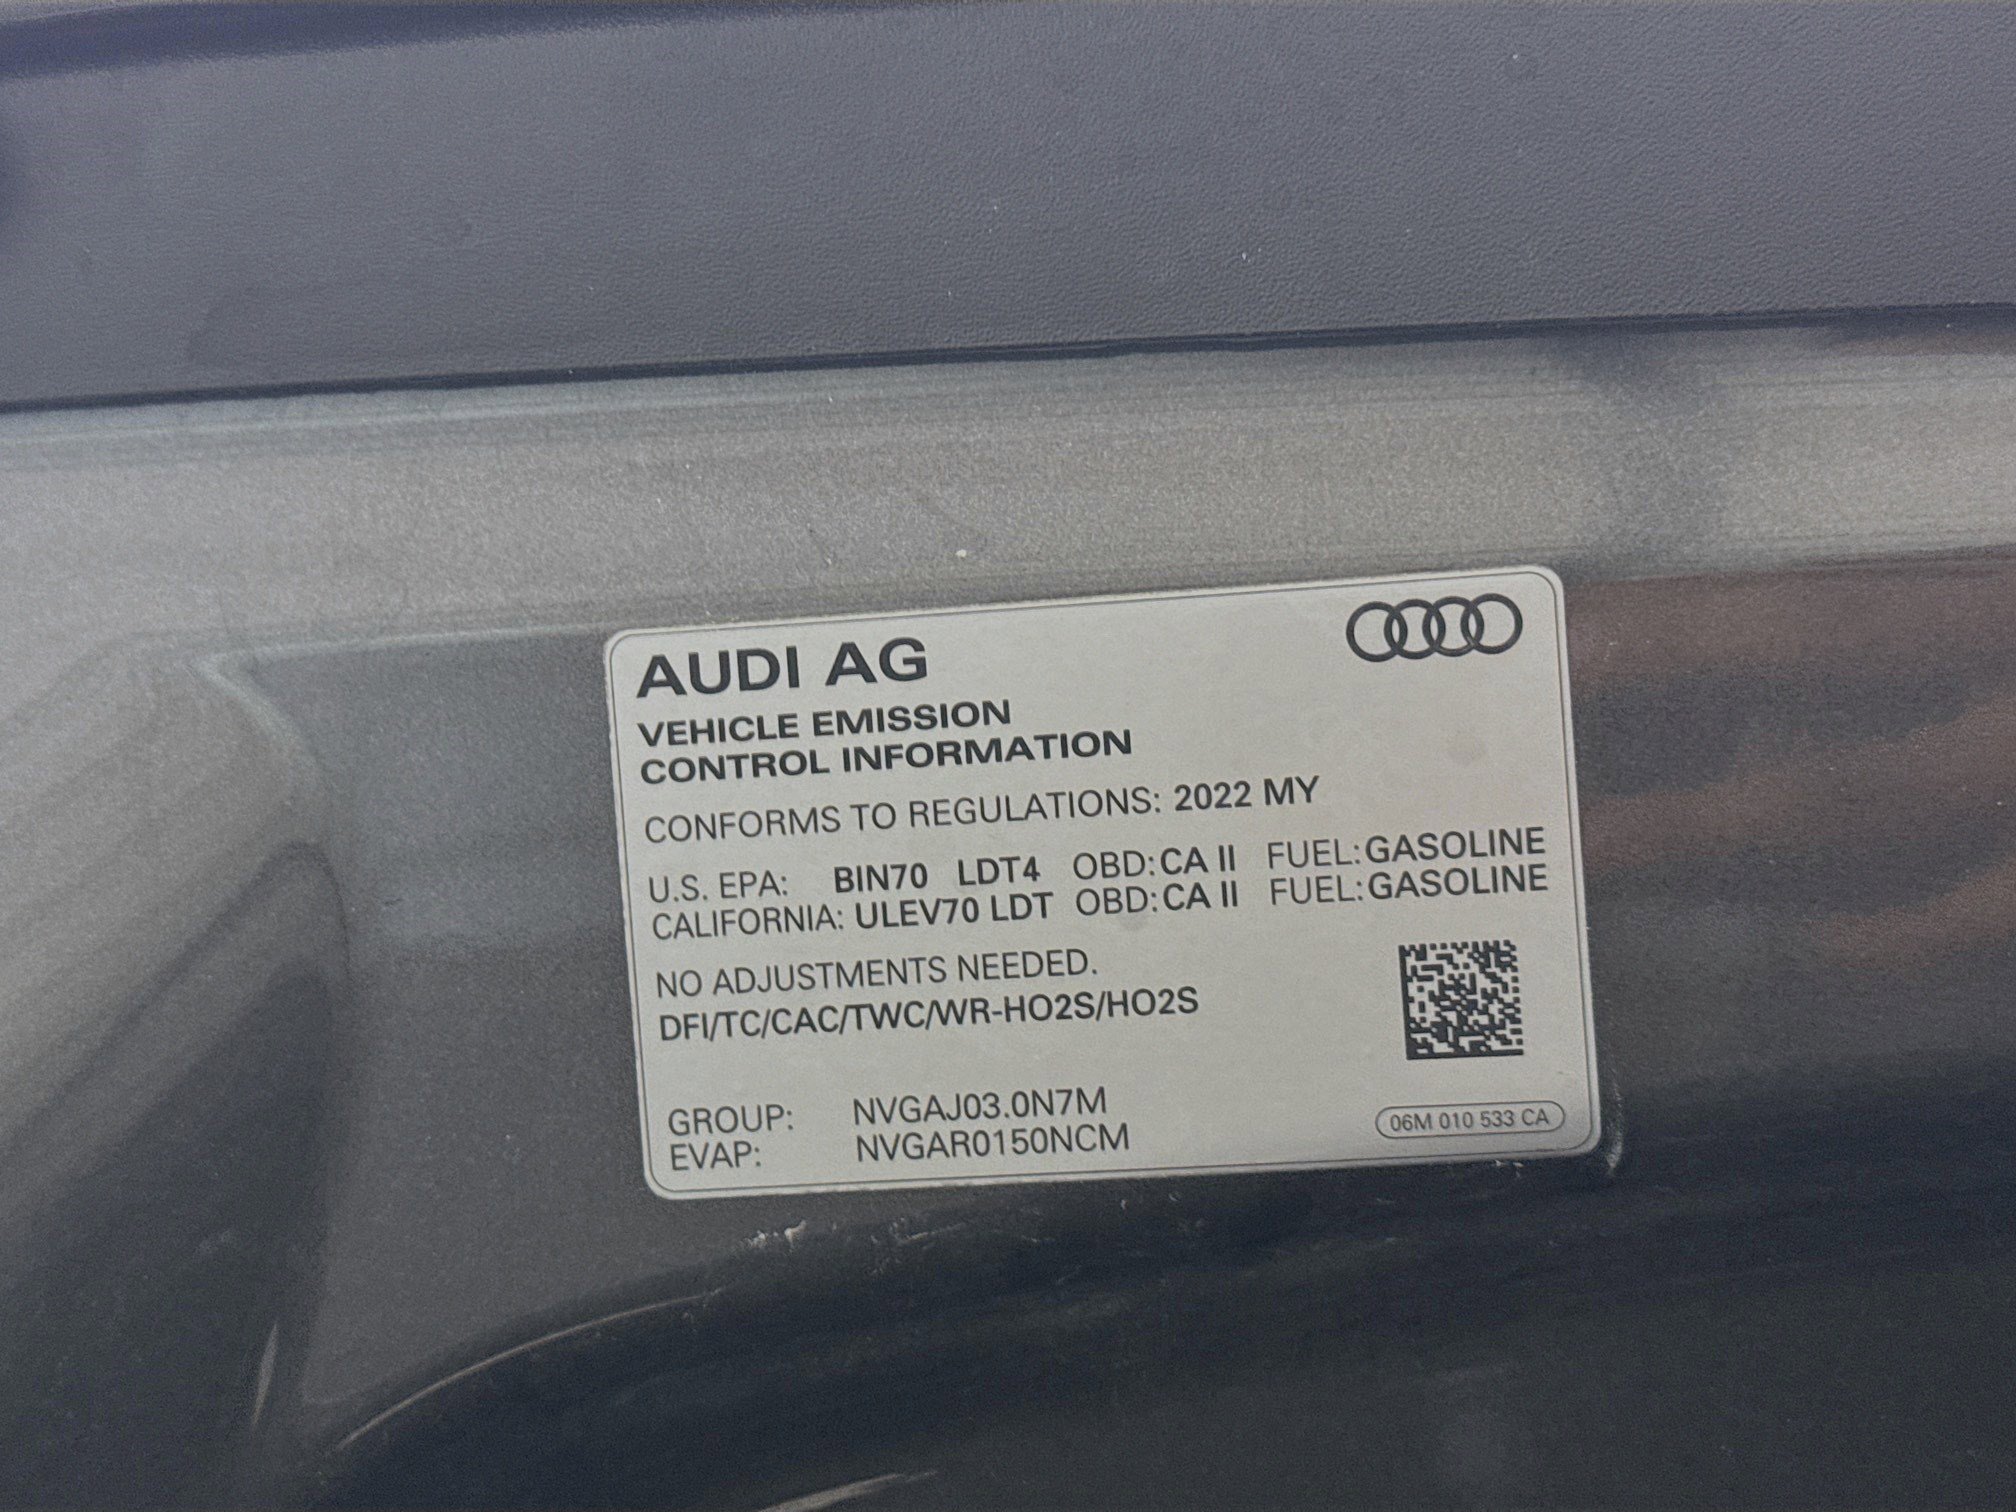 AUDI AG
VEHICLE EMISSION
CONTROL INFORMATION
CONFORMS TO REGULATIONS: 2022 MY
U.S. EPA: BIN70 LDT4 OBD: CA II FUEL: GASOLINE
CALIFORNIA: ULEV70 LDT OBD: CA II FUEL: GASOLINE
NO ADJUSTMENTS NEEDED.
DFI/TC/CAC/TWC/WR-HO2S/HO2S
GROUP: NVGAJ03.0N7M
EVAP: NVGAR0150NCM
06M 010 533 CA